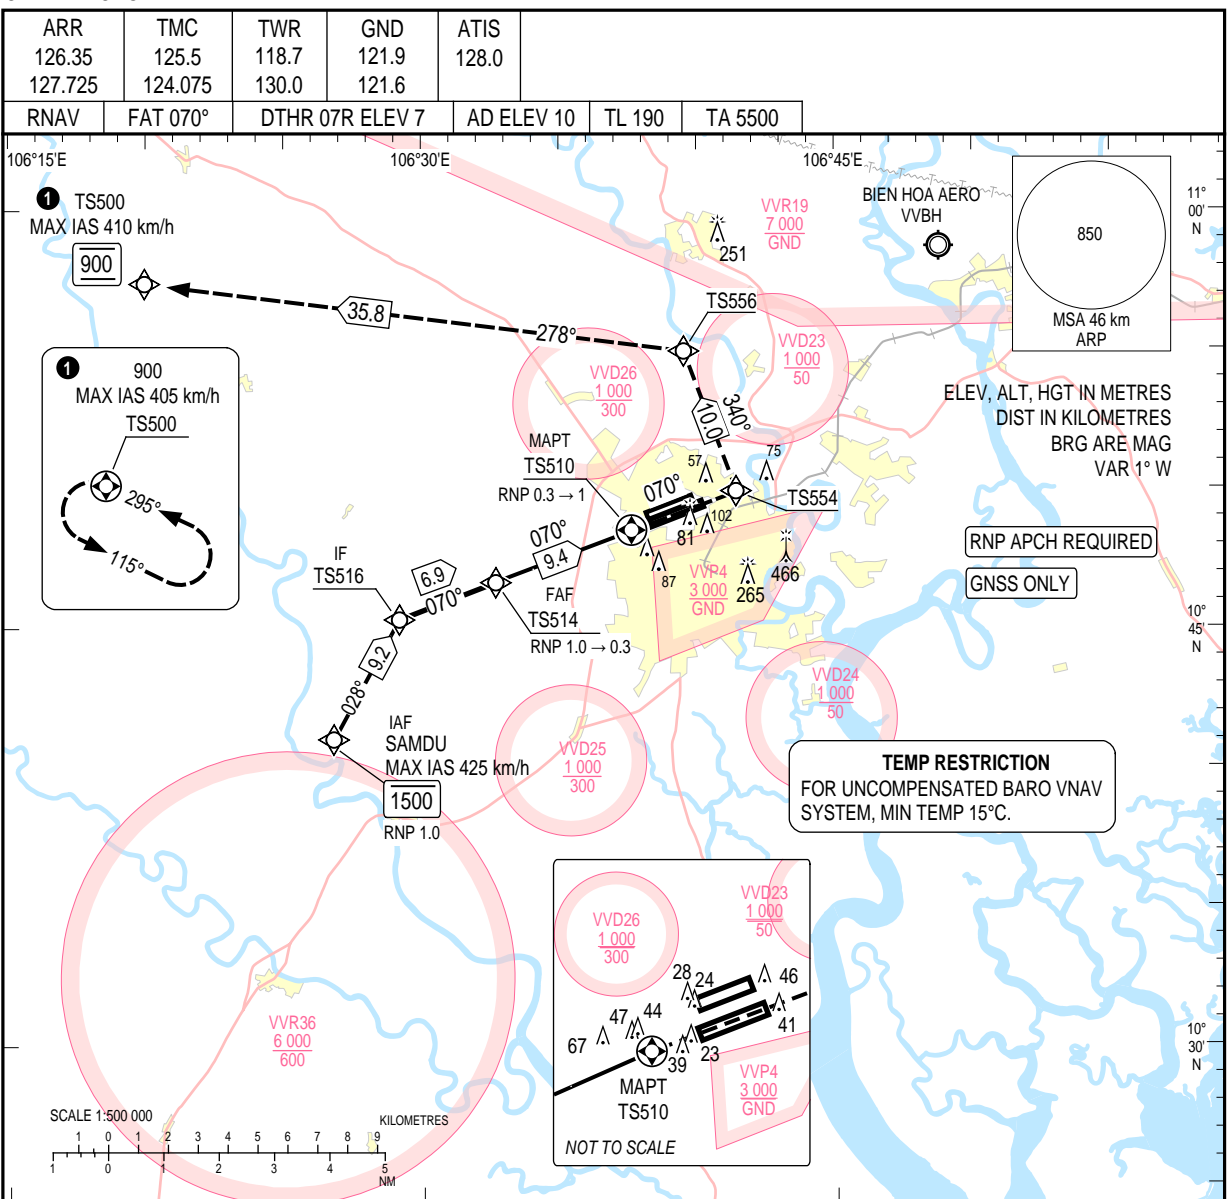 ARR TMC TWR GND ATIS
126.35 125.5 118.7 121.9 128.0
127.725 124.075 130.0 121.6
RNAV FAT 070° DTHR 07R ELEV 7 AD ELEV 10 TL 190 TA 5500
106°15'E 106°30'E 106°45'E
1 TS500
MAX IAS 410 km/h
900
35.8
278°
TS556
251
VVR19
7 000
GND
BIEN HOA AERO
VVBH
850
MSA 46 km
ARP
11°
00'
N
1 900
MAX IAS 405 km/h
TS500
295°
115°
VVD26
1 000
300
VVD23
1 000
50
340°
10.0
ELEV, ALT, HGT IN METRES
DIST IN KILOMETRES
BRG ARE MAG
VAR 1° W
MAPT
TS510
RNP 0.3 → 1
57
75
070°
TS554
102
81
87
RNP APCH REQUIRED
GNSS ONLY
IF
TS516
6.9
070°
070°
9.4
FAF
TS514
RNP 1.0 → 0.3
VVP4
3 000
GND
265
466
10°
45'
N
9.2
028°
IAF
SAMDU
MAX IAS 425 km/h
1500
RNP 1.0
VVD25
1 000
300
VVD24
1 000
50
TEMP RESTRICTION
FOR UNCOMPENSATED BARO VNAV
SYSTEM, MIN TEMP 15°C.
VVR36
6 000
600
VVD26
1 000
300
VVD23
1 000
50
28 24 46
47 44 41
67 39 23
MAPT
TS510
VVP4
3 000
GND
NOT TO SCALE
10°
30'
N
SCALE 1:500 000 KILOMETRES
1 0 1 2 3 4 5 6 7 8 9
1 0 1 2 3 4 5
NM